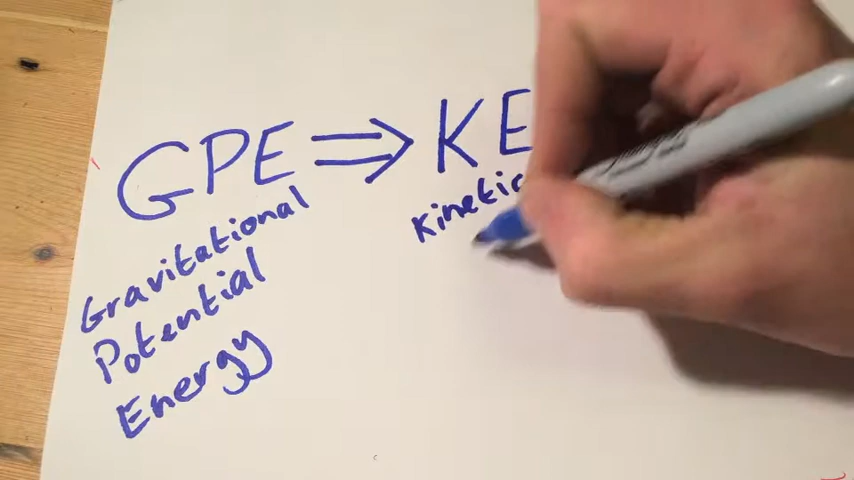 GPE ⇒ KE
Gravitational
Potential
Energy
Kinetic